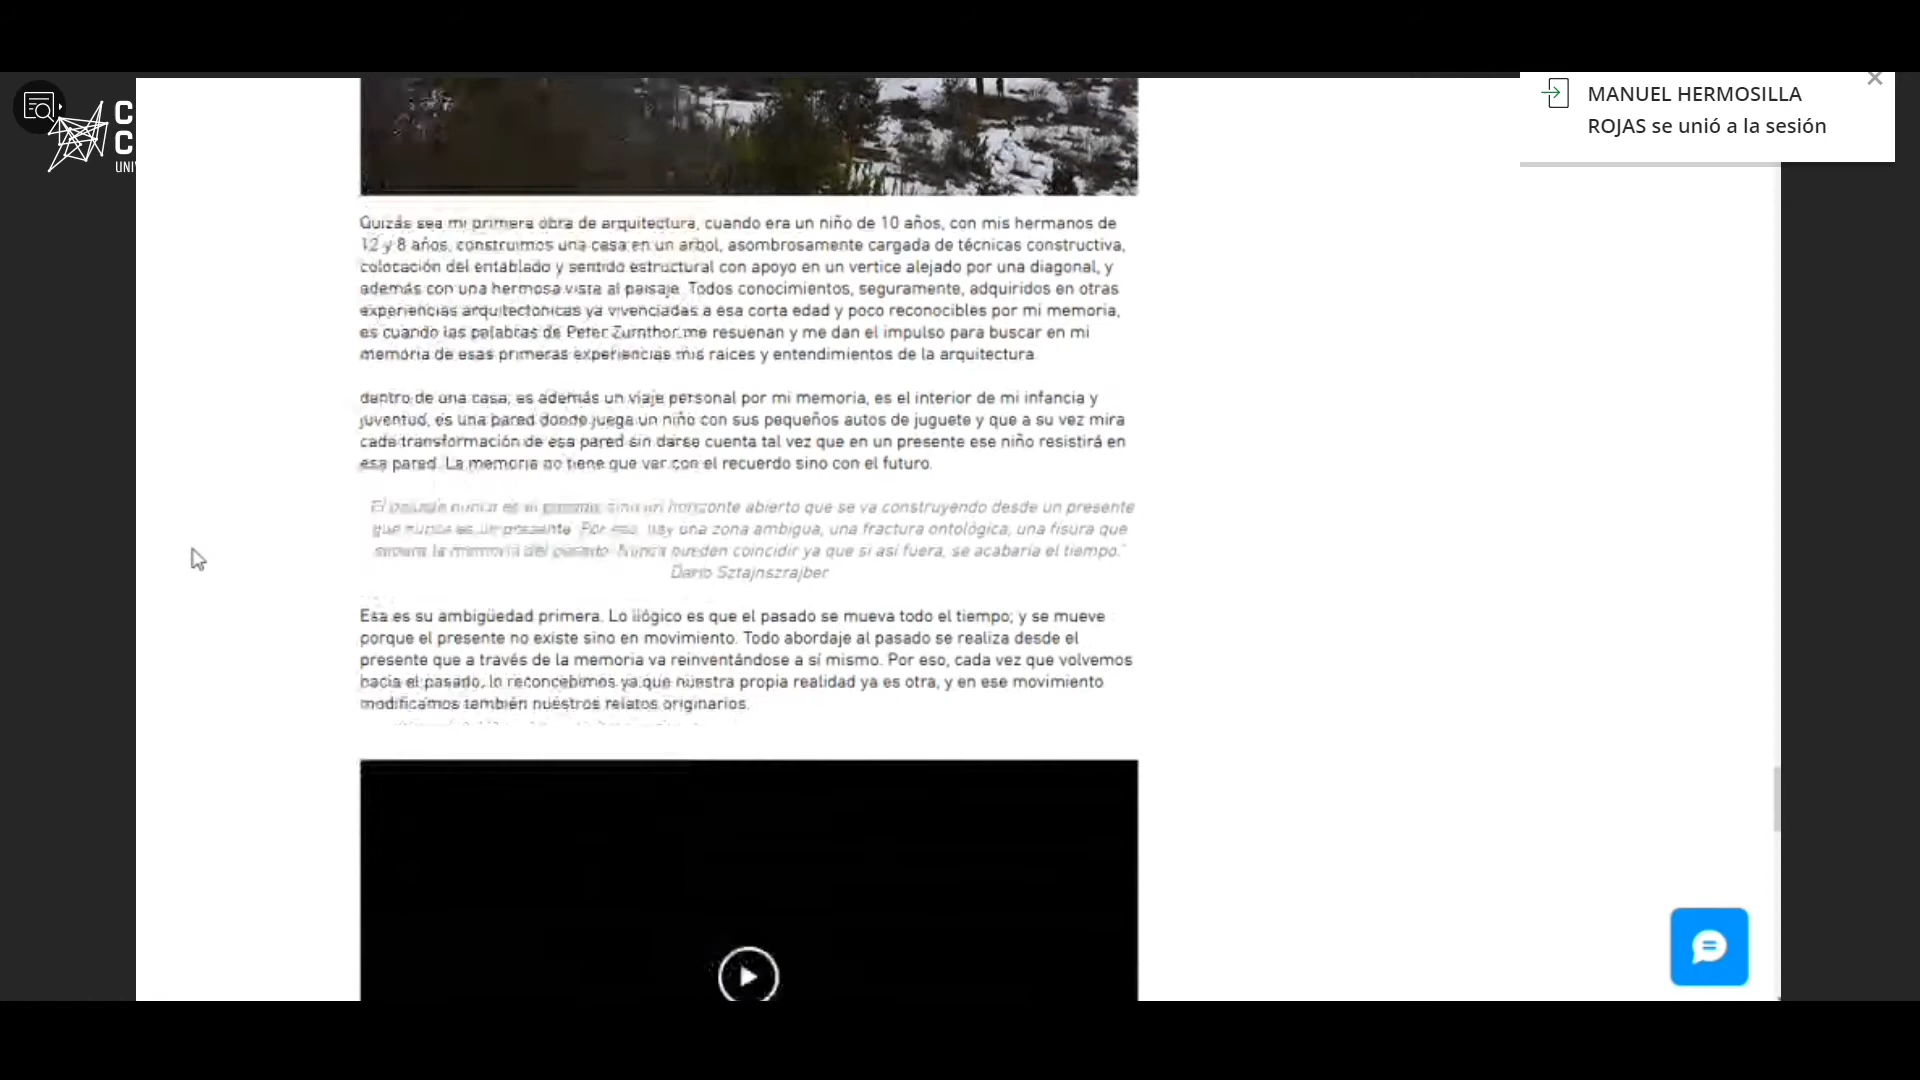 C
C
UNI
MANUEL HERMOSILLA
ROJAS se unió a la sesión
Quizás sea mi primera obra de arquitectura, cuando era un niño de 10 años, con mis hermanos de
12 y 8 años, construimos una casa en un arbol, asombrosamente cargada de técnicas constructiva,
colocación del entablado y sentido estructural con apoyo en un vertice alejado por una diagonal, y
además con una hermosa vista al paisaje. Todos conocimientos, seguramente, adquiridos en otras
experiencias arquitectonicas ya vivenciadas a esa corta edad y poco reconocibles por mi memoria,
es cuando las palabras de Peter Zumthor me resuenan y me dan el impulso para buscar en mi
memoria de esas primeras experiencias mis raices y entendimientos de la arquitectura.
dentro de una casa, es además un viaje personal por mi memoria, es el interior de mi infancia y
juventud, es una pared donde juega un niño con sus pequeños autos de juguete y que a su vez mira
cada transformación de esa pared sin darse cuenta tal vez que en un presente ese niño resistirá en
esa pared. La memoria no tiene que ver con el recuerdo sino con el futuro.
El pasado nunca es el pasado, sino un horizonte abierto que se va construyendo desde un presente
que nunca es un presente. Por eso, hay una zona ambigua, una fractura ontológica, una fisura que
separa la memoria del pasado. Nunca pueden coincidir ya que si así fuera, se acabaría el tiempo."
Dario Sztajnszrajber
Esa es su ambigüedad primera. Lo ilógico es que el pasado se mueva todo el tiempo; y se mueve
porque el presente no existe sino en movimiento. Todo abordaje al pasado se realiza desde el
presente que a través de la memoria va reinventándose a sí mismo. Por eso, cada vez que volvemos
hacia el pasado, lo reconcebimos ya que nuestra propia realidad ya es otra, y en ese movimiento
modificamos también nuestros relatos originarios.